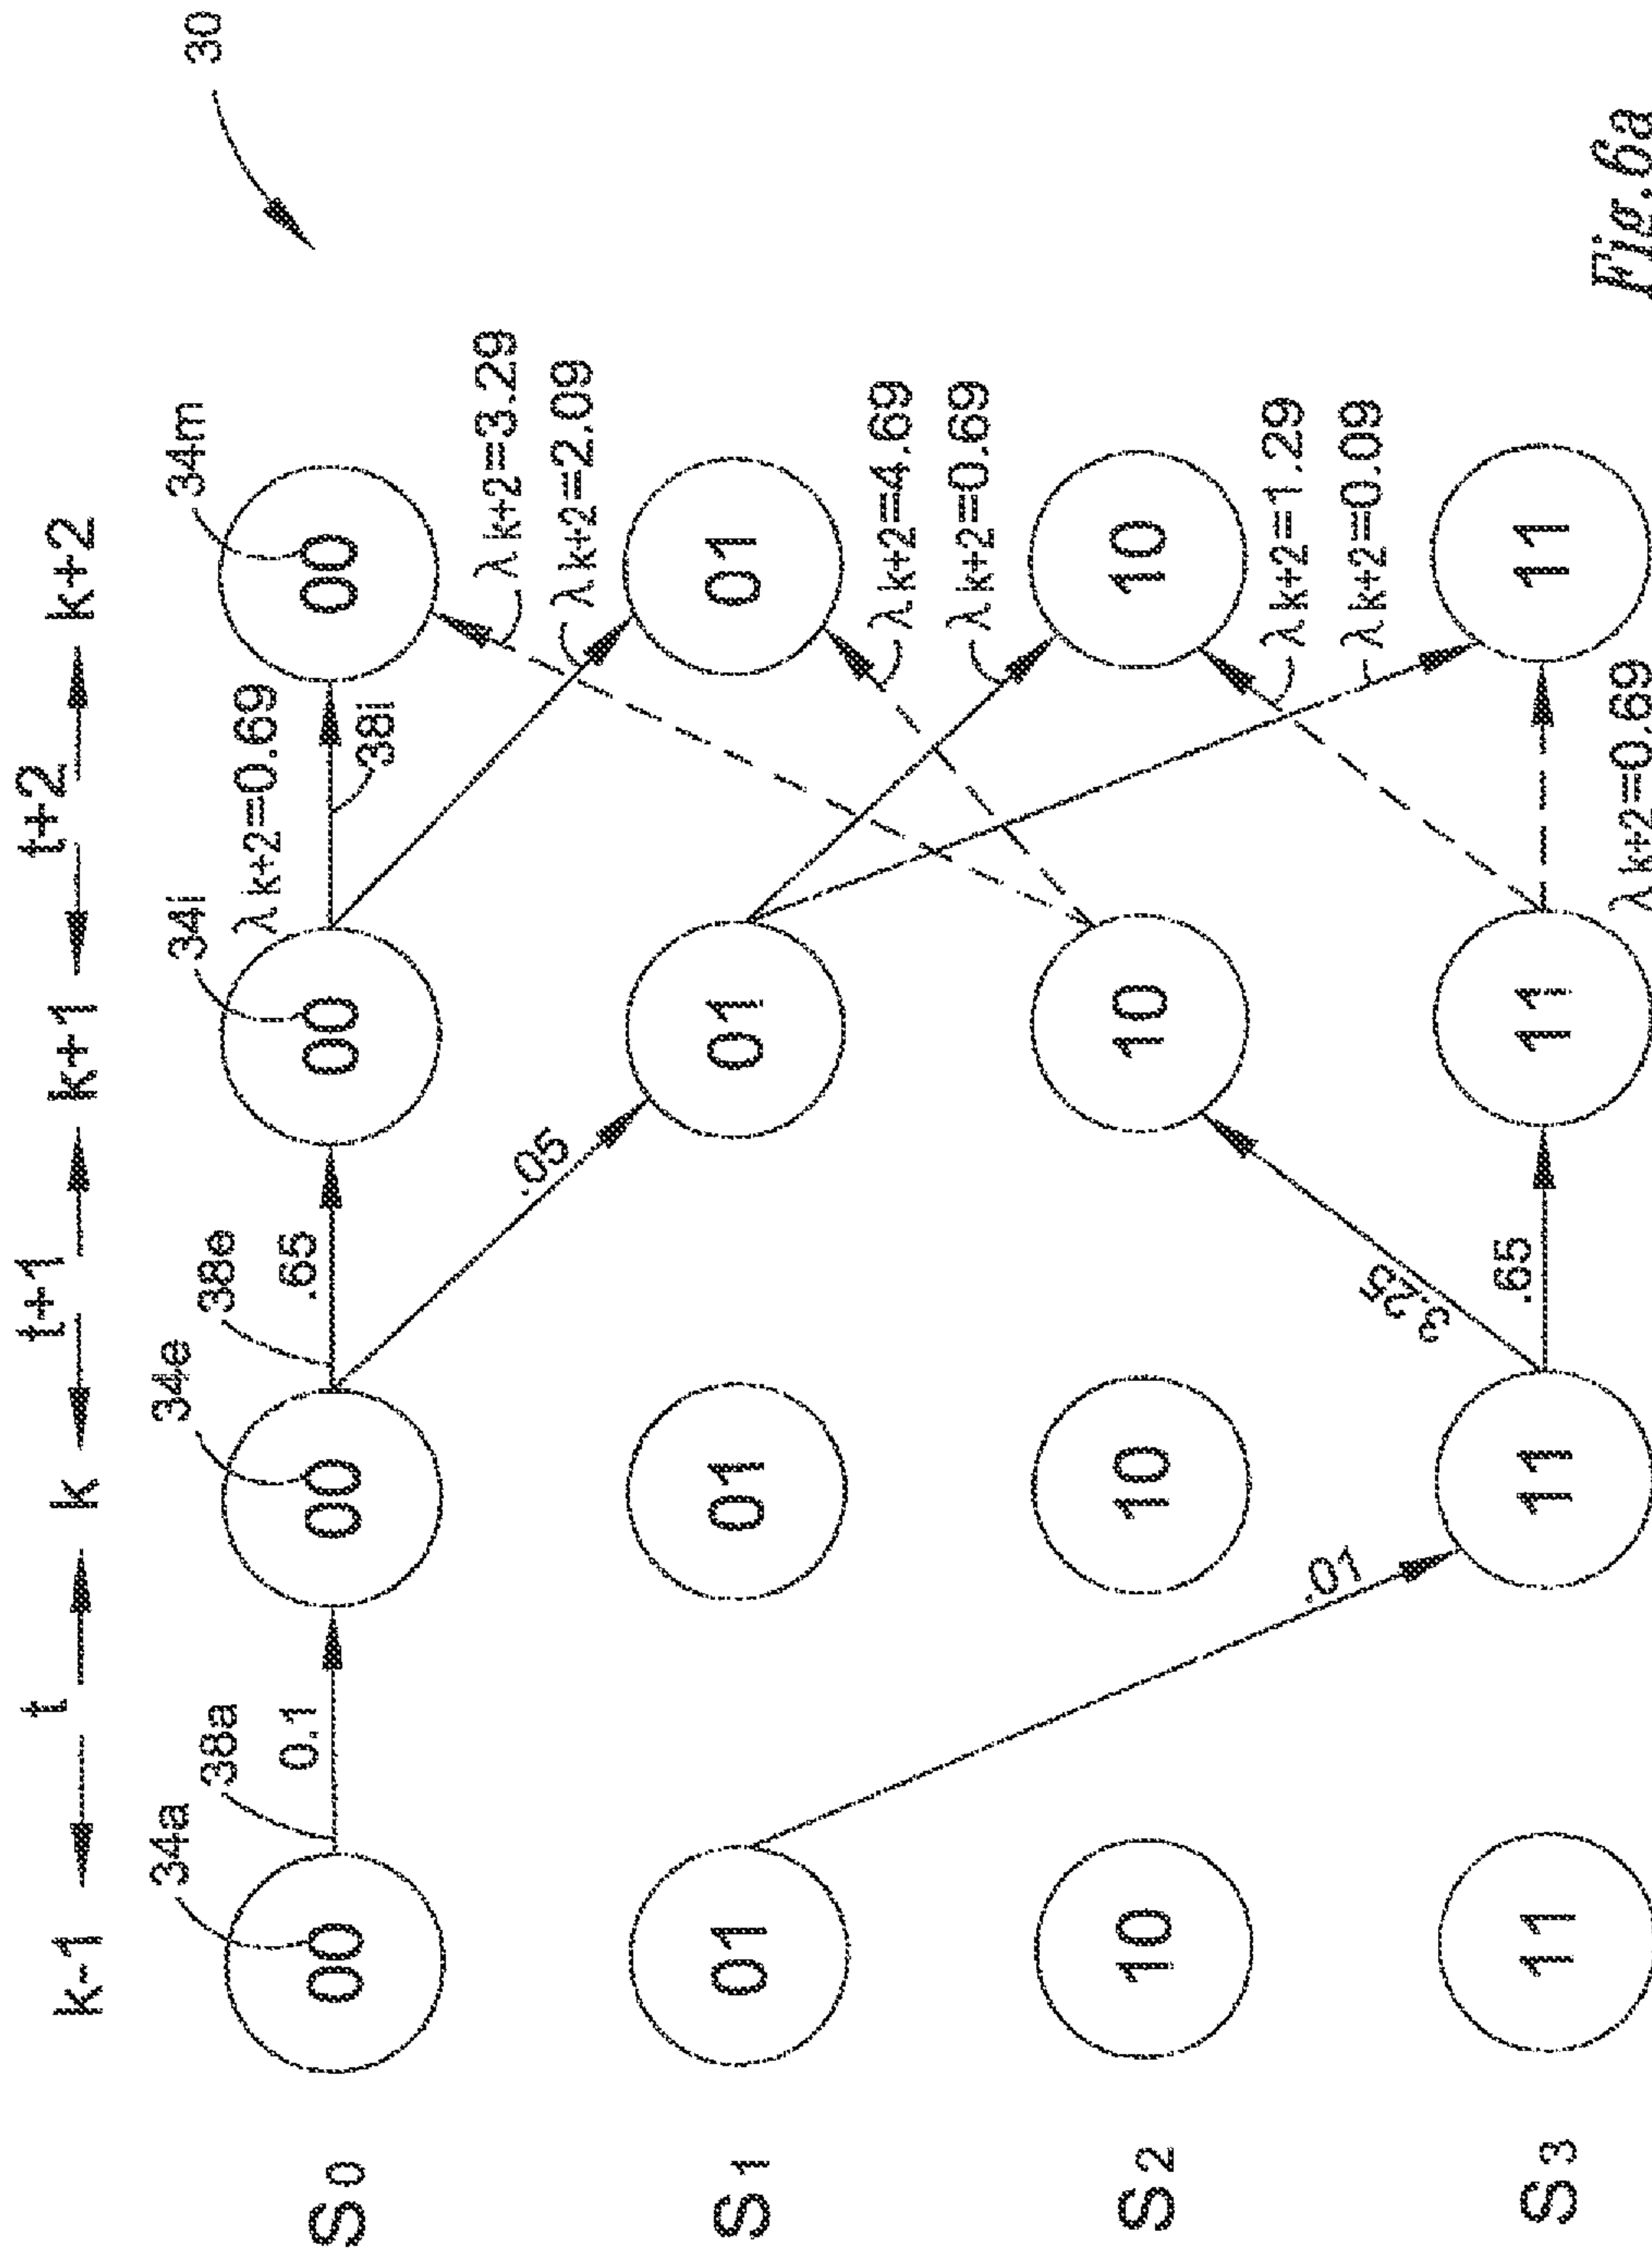 t t+1 t+2
k-1 k k+1 k+2
30
34a 34e 34i 34m
38a 38e λk+2=0.69
S0 00 0.1 00 .65 00 38i 00
λk+2=3.29
.05 λk+2=2.09
S1 01 01 01 01
λk+2=4.69
λk+2=0.69
S2 10 10 10 10
.01 3.25 λk+2=1.29
λk+2=0.09
.65
S3 11 11 11 11
λk+2=0.69
Fig.6a